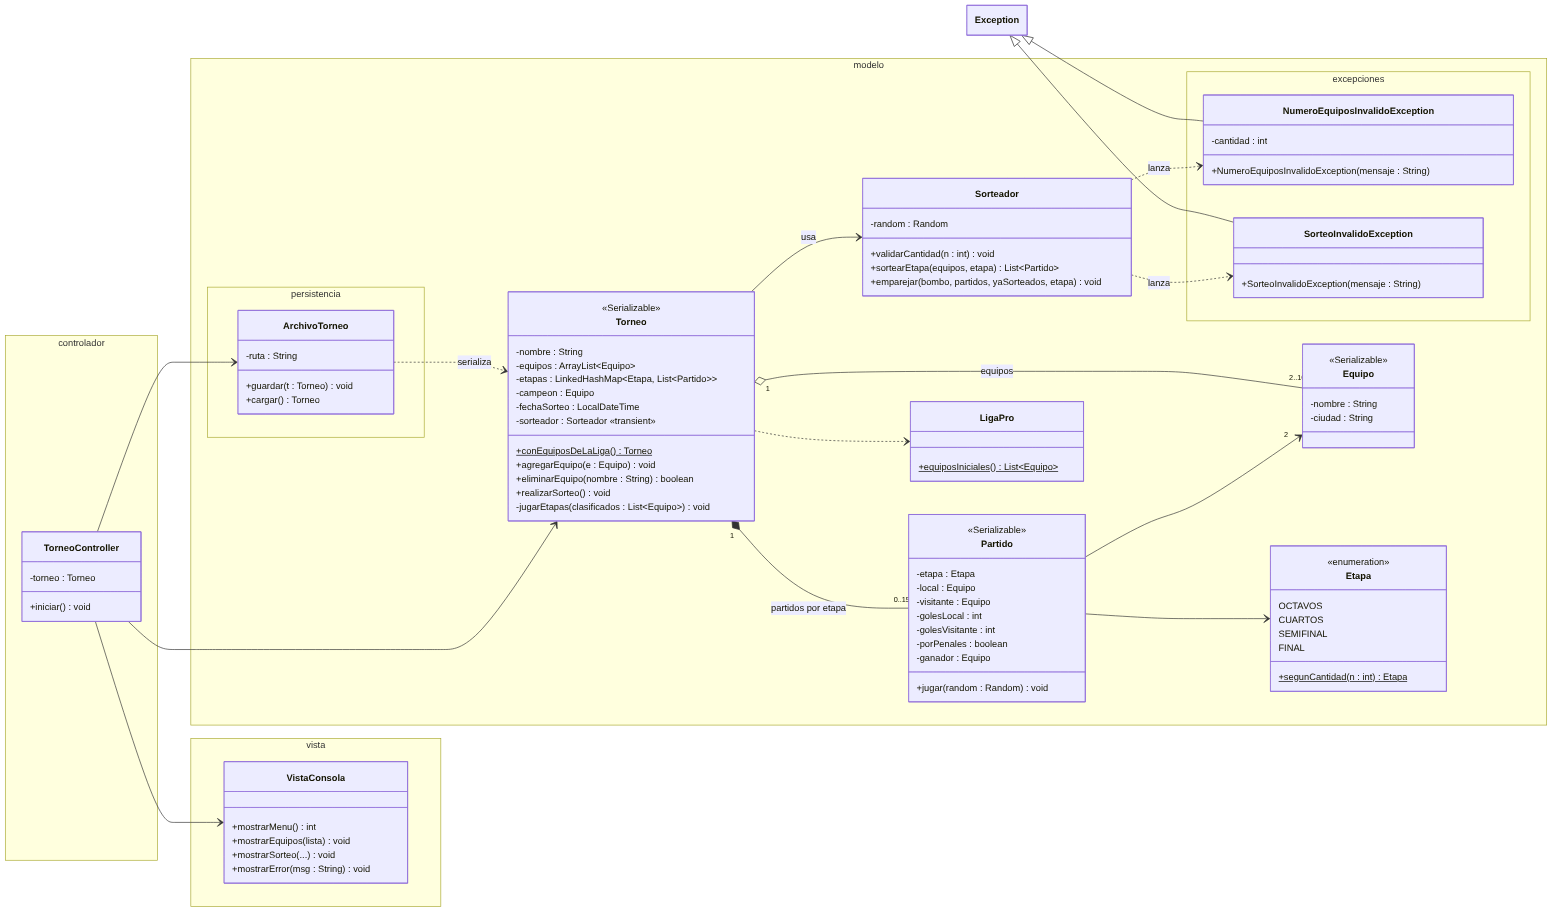 Exception
modelo
excepciones
NumeroEquiposInvalidoException
-cantidad : int
+NumeroEquiposInvalidoException(mensaje : String)
lanza
Sorteador
-random : Random
+validarCantidad(n : int) : void
+sortearEtapa(equipos, etapa) : List<Partido>
+emparejar(bombo, partidos, yaSorteados, etapa) : void
SorteoInvalidoException
+SorteoInvalidoException(mensaje : String)
lanza
usa
persistencia
ArchivoTorneo
-ruta : String
+guardar(t : Torneo) : void
+cargar() : Torneo
serializa
«Serializable»
Torneo
-nombre : String
-equipos : ArrayList<Equipo>
-etapas : LinkedHashMap<Etapa, List<Partido>>
-campeon : Equipo
-fechaSorteo : LocalDateTime
-sorteador : Sorteador «transient»
+conEquiposDeLaLiga() : Torneo
+agregarEquipo(e : Equipo) : void
+eliminarEquipo(nombre : String) : boolean
+realizarSorteo() : void
-jugarEtapas(clasificados : List<Equipo>) : void
1
equipos
«Serializable»
Equipo
-nombre : String
-ciudad : String
LigaPro
+equiposIniciales() : List<Equipo>
2
1
partidos por etapa
«Serializable»
Partido
-etapa : Etapa
-local : Equipo
-visitante : Equipo
-golesLocal : int
-golesVisitante : int
-porPenales : boolean
-ganador : Equipo
+jugar(random : Random) : void
«enumeration»
Etapa
OCTAVOS
CUARTOS
SEMIFINAL
FINAL
+segunCantidad(n : int) : Etapa
controlador
TorneoController
-torneo : Torneo
+iniciar() : void
vista
VistaConsola
+mostrarMenu() : int
+mostrarEquipos(lista) : void
+mostrarSorteo(...) : void
+mostrarError(msg : String) : void